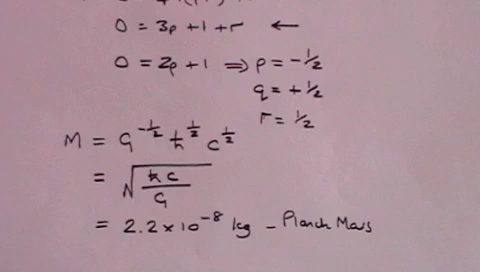 0 = 3p + 1 + r ←
0 = 2p + 1 ⟹ p = -1/2
q = +1/2
r = 1/2
M = G^{-1/2} ħ^{1/2} c^{1/2}
= √(ħc/G)
= 2.2 × 10^{-8} kg - Planck Mass